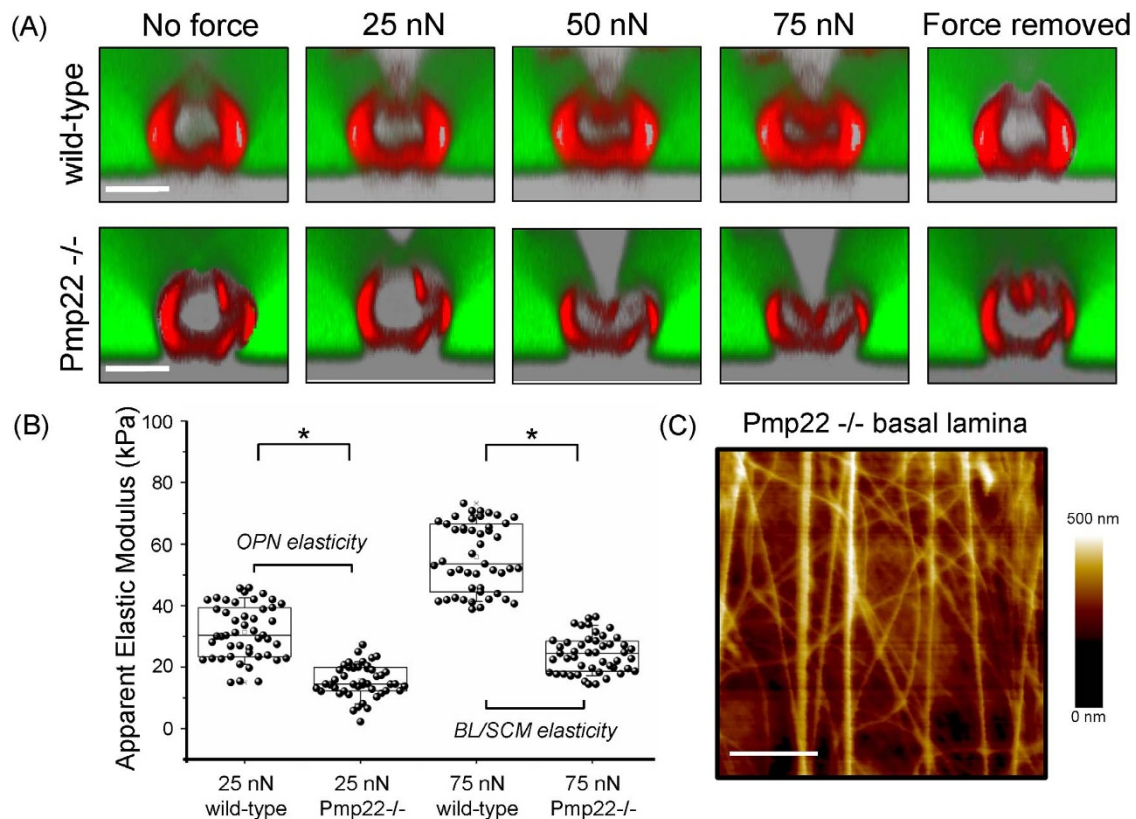 (A)
No force
25 nN
50 nN
75 nN
Force removed
wild-type
Pmp22 -/-
(B)
Apparent Elastic Modulus (kPa)
100
80
60
40
20
0
*
*
OPN elasticity
BL/SCM elasticity
25 nN
wild-type
25 nN
Pmp22-/-
75 nN
wild-type
75 nN
Pmp22-/-
(C)
Pmp22 -/- basal lamina
500 nm
0 nm